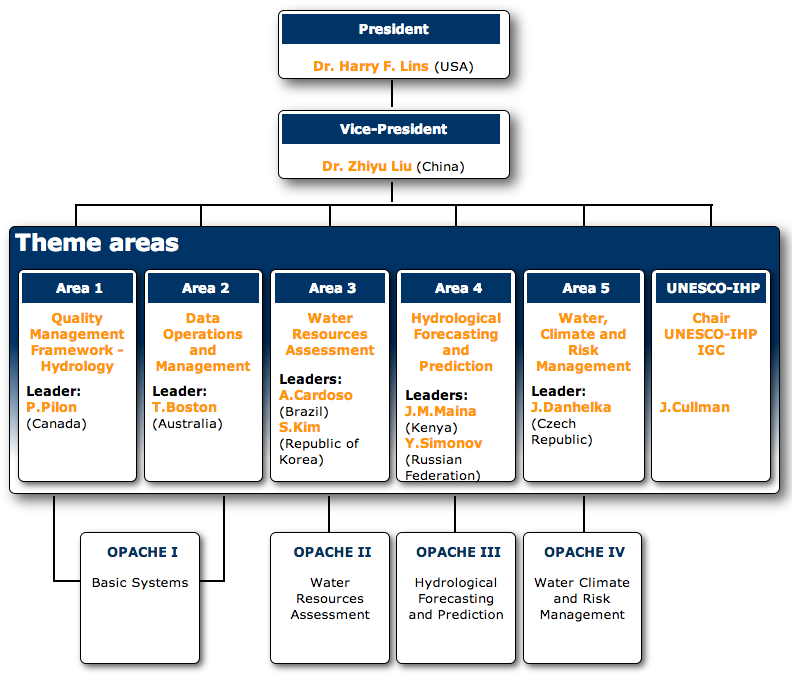 President
Dr. Harry F. Lins (USA)
Vice-President
Dr. Zhiyu Liu (China)
Theme areas
Area 1
Quality
Management
Framework -
Hydrology
Leader:
P.Pilon
(Canada)
Area 2
Data
Operations
and
Management
Leader:
T.Boston
(Australia)
Area 3
Water
Resources
Assessment
Leaders:
A.Cardoso
(Brazil)
S.Kim
(Republic of
Korea)
Area 4
Hydrological
Forecasting
and
Prediction
Leaders:
J.M.Maina
(Kenya)
Y.Simonov
(Russian
Federation)
Area 5
Water,
Climate and
Risk
Management
Leader:
J.Danhelka
(Czech
Republic)
UNESCO-IHP
Chair
UNESCO-IHP
IGC
J.Cullman
OPACHE I
Basic Systems
OPACHE II
Water
Resources
Assessment
OPACHE III
Hydrological
Forecasting
and Prediction
OPACHE IV
Water Climate
and Risk
Management